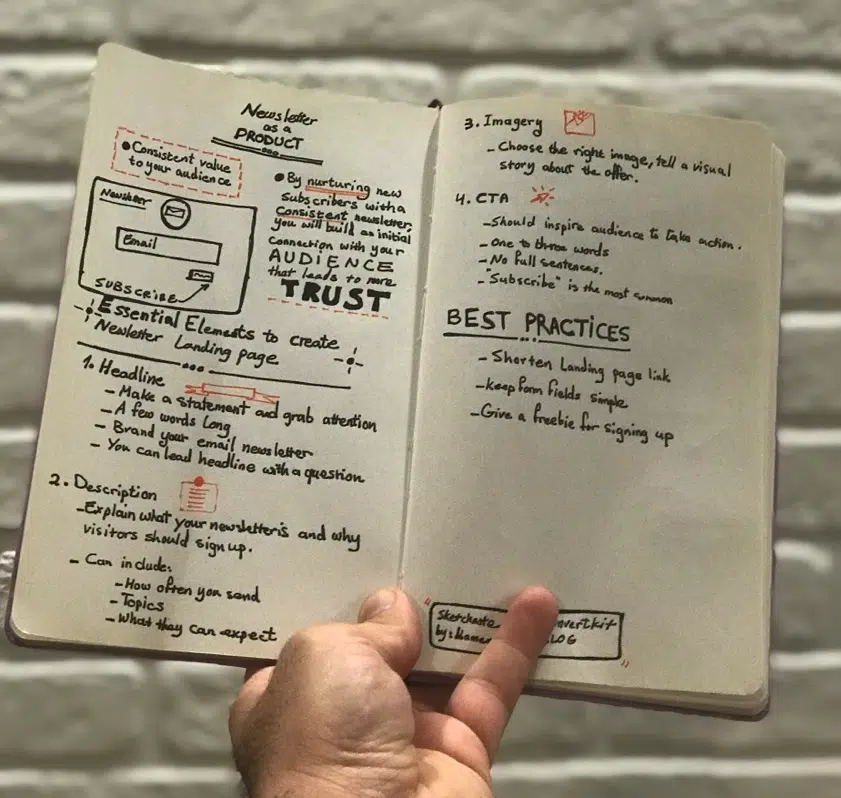 Newsletter
as a
PRODUCT
• Consistent value
to your audience
Newsletter
Email
SUBSCRIBE
• By nurturing new
Subscribers with a
Consistent newsletter,
you will build an initial
connection with your
AUDIENCE
that leads to more
TRUST
Essential Elements to create
Newsletter Landing page
1. Headline
- Make a statement and grab attention
- A few words long
- Brand your email newsletter
- You can lead headline with a question
2. Description
- Explain what your newsletter is and why
visitors should sign up.
- Can include:
- How often you send
- Topics
- What they can expect
3. Imagery
- Choose the right image, tell a visual
story about the offer.
4. CTA
- Should inspire audience to take action.
- one to three words
- No full sentences.
- "Subscribe" is the most common
BEST PRACTICES
- Shorten Landing page link
- keep form fields simple
- Give a freebie for signing up
Sketchnote
by: